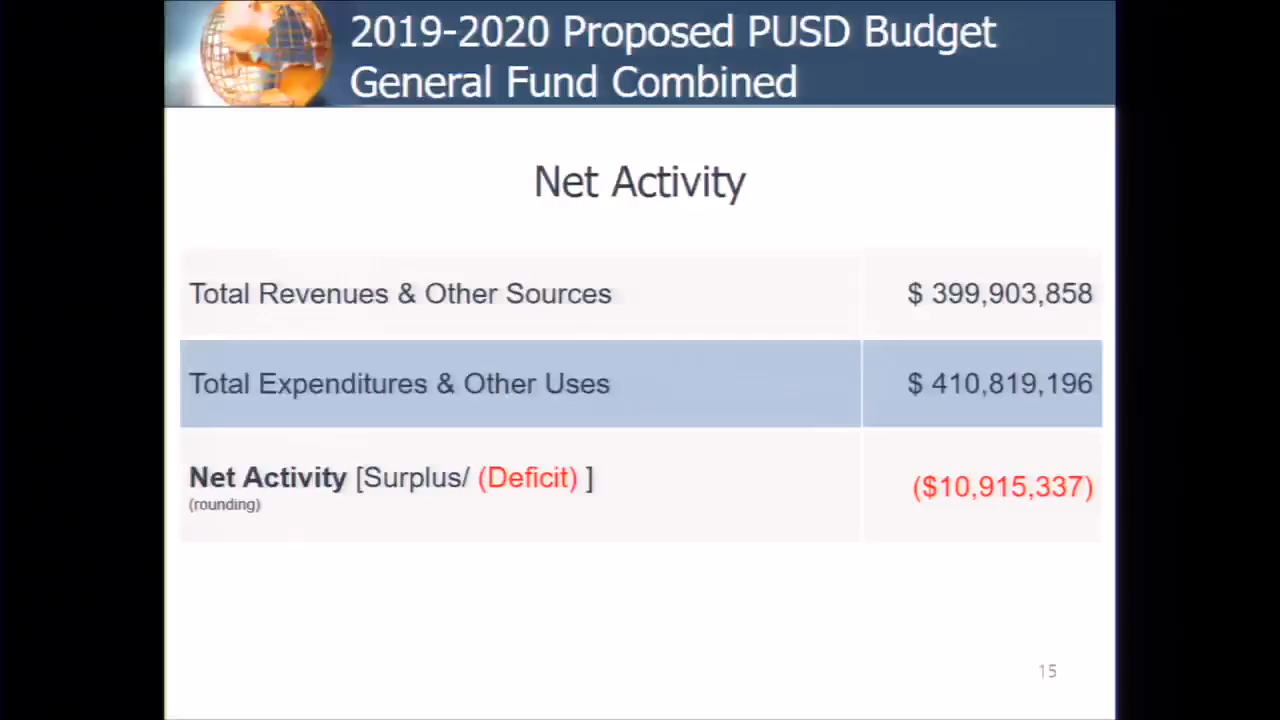 2019-2020 Proposed PUSD Budget
General Fund Combined
Net Activity
Total Revenues & Other Sources $ 399,903,858
Total Expenditures & Other Uses $ 410,819,196
Net Activity [Surplus/ (Deficit) ] ($10,915,337)
(rounding)
15